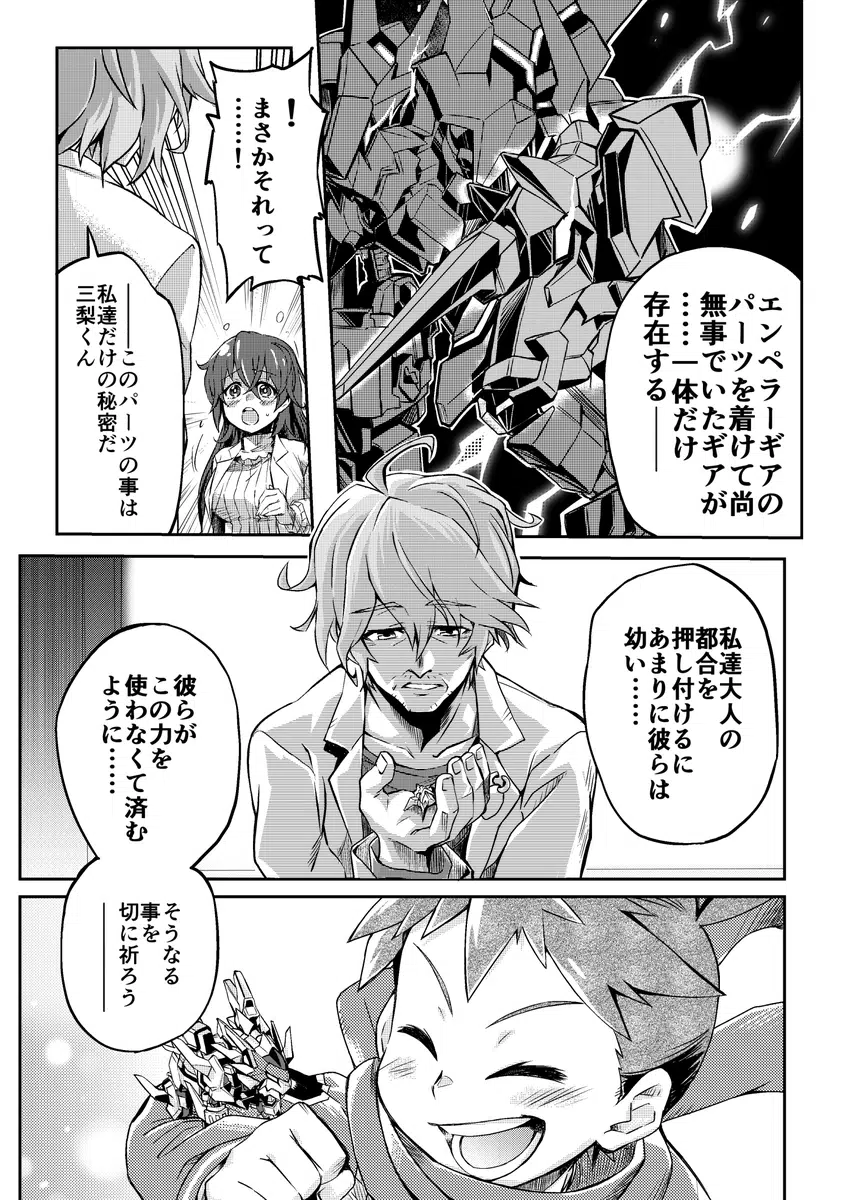 エンペラーギアの
パーツを着けて尚
無事でいたギアが
……一体だけ
存在する――
！
まさかそれって
……！
――このパーツの事は
私達だけの秘密だ
三梨くん
私達大人の
都合を
押し付けるに
あまりに彼らは
幼い……
彼らが
この力を
使わなくて済む
ように……
そうなる
事を
切に祈ろう
――